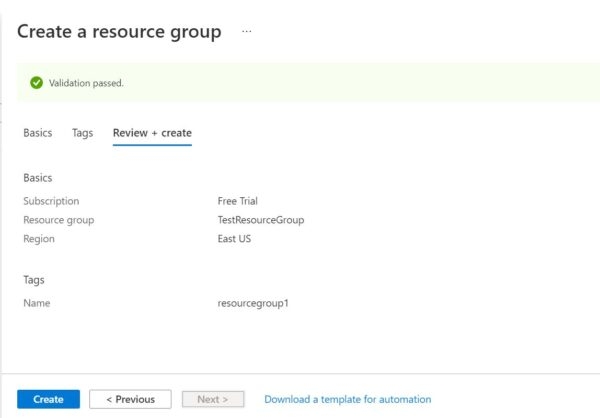 Create a resource group ...
Validation passed.
Basics Tags Review + create
Basics
Subscription Free Trial
Resource group TestResourceGroup
Region East US
Tags
Name resourcegroup1
Create < Previous Next > Download a template for automation